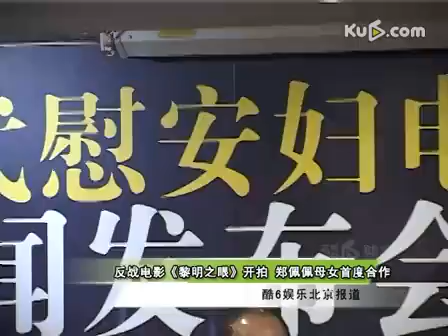 Ku6.com
慰安妇电
闻发布会
反战电影《黎明之眼》开拍 郑佩佩母女首度合作
酷6娱乐北京报道